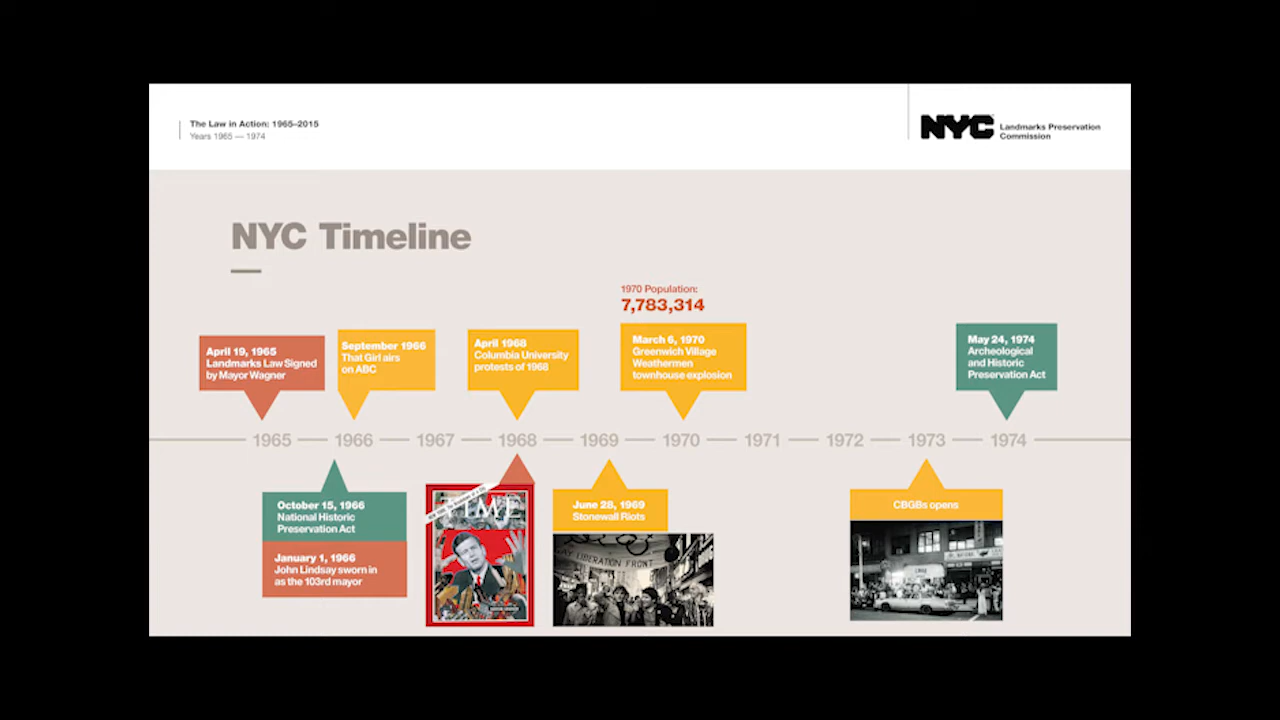 The Law in Action: 1965–2015
Years 1965 — 1974
NYC
Landmarks Preservation
Commission
NYC Timeline
1970 Population:
7,783,314
April 19, 1965
Landmarks Law Signed
by Mayor Wagner
September 1966
That Girl airs
on ABC
April 1968
Columbia University
protests of 1968
March 6, 1970
Greenwich Village
Weathermen
townhouse explosion
May 24, 1974
Archeological
and Historic
Preservation Act
1965 — 1966 — 1967 — 1968 — 1969 — 1970 — 1971 — 1972 — 1973 — 1974
October 15, 1966
National Historic
Preservation Act
January 1, 1966
John Lindsay sworn in
as the 103rd mayor
TIME
June 28, 1969
Stonewall Riots
GAY LIBERATION FRONT
CBGBs opens